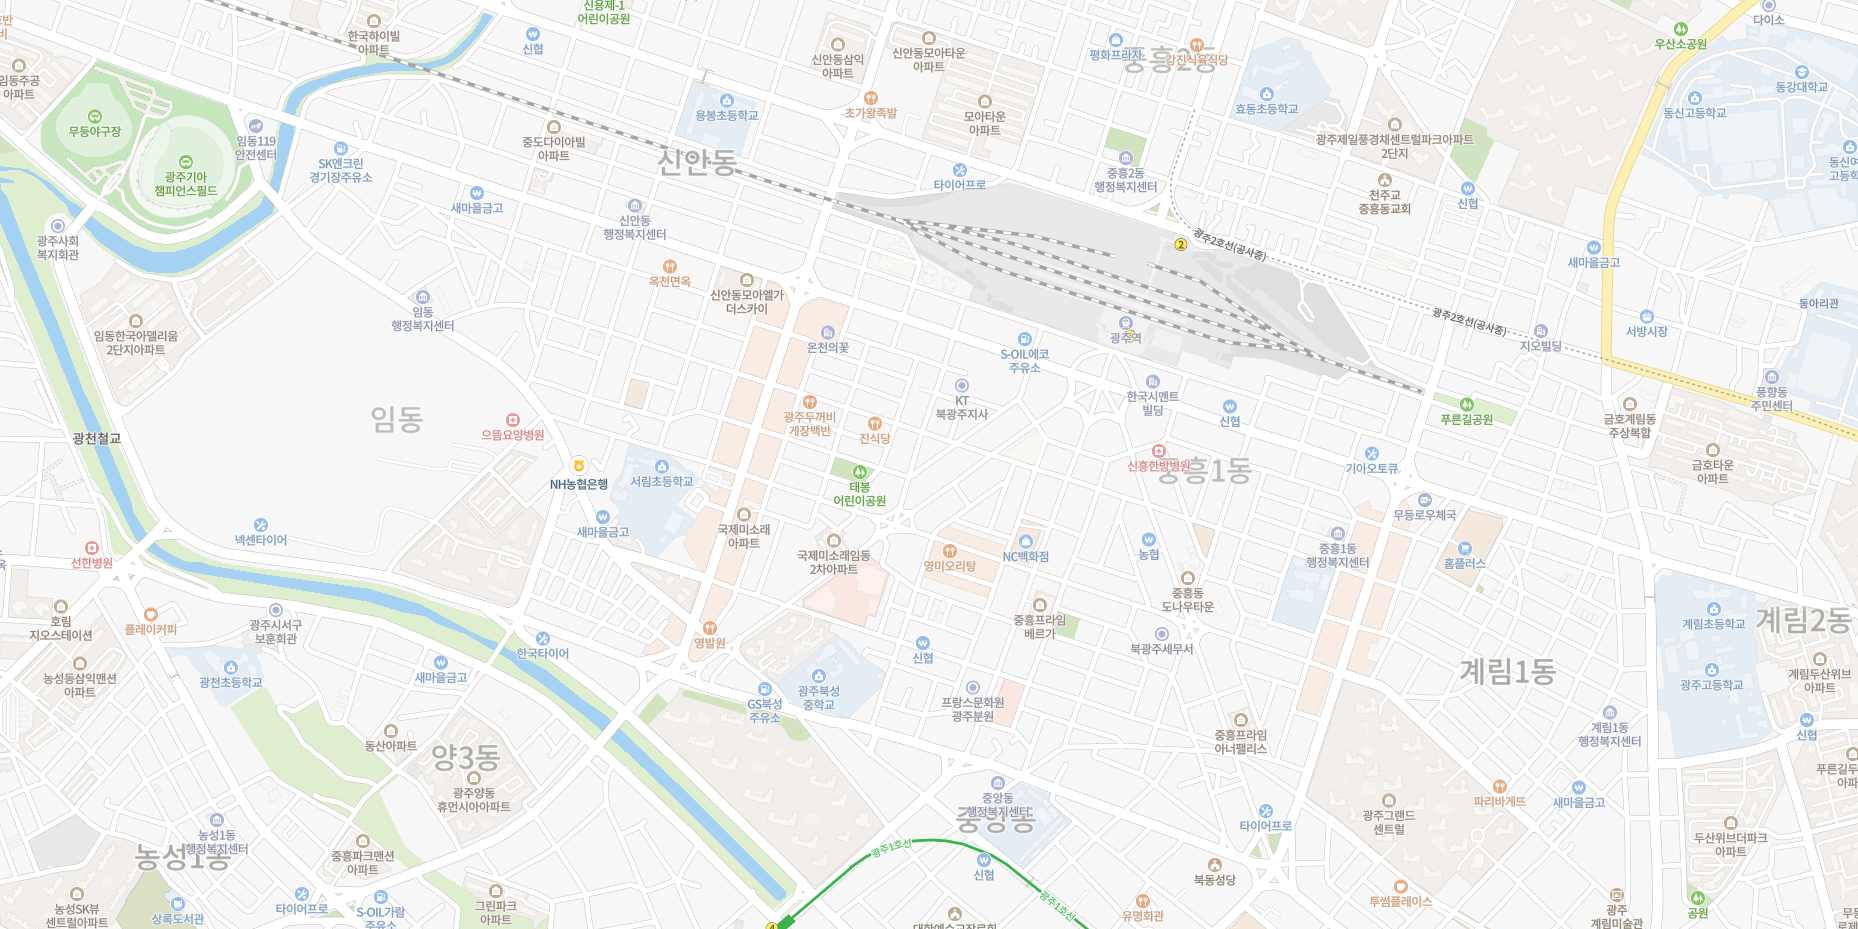 신용제-1
어린이공원
다이소
한국하이빌
아파트
신협
신안동삼익
아파트
신안동모아타운
아파트
평화프라자
중흥2동
강진식육식당
우산소공원
임동주공
아파트
무등야구장
광주기아
챔피언스필드
임동119
안전센터
SK엔크린
경기장주유소
중도다이아빌
아파트
용봉초등학교
초가왕족발
모아타운
아파트
효동초등학교
동강대학교
동신고등학교
광주제일풍경채센트럴파크아파트
2단지
신안동
타이어프로
중흥2동
행정복지센터
천주교
중흥동교회
신협
동신여
고등학
새마을금고
신안동
행정복지센터
광주사회
복지회관
2
광주2호선(공사중)
새마을금고
옥천면옥
신안동모아엘가
더스카이
임동
행정복지센터
동아리관
임동한국아델리움
2단지아파트
온천의꽃
광주역
광주2호선(공사중)
서방시장
지오빌딩
S-OIL에코
주유소
KT
북광주지사
한국시멘트
빌딩
신협
푸른길공원
금호계림동
주상복합
풍향동
주민센터
임동
광주두꺼비
게장백반
진식당
으뜸요양병원
광천철교
신흥한방병원
중흥1동
기아오토큐
금호타운
아파트
NH농협은행
서림초등학교
태봉
어린이공원
무등로우체국
새마을금고
국제미소래
아파트
넥센타이어
국제미소래임동
2차아파트
영미오리탕
NC백화점
농협
중흥1동
행정복지센터
홈플러스
선한병원
중흥동
도나우타운
호림
지오스테이션
플레이커피
광주시서구
보훈회관
중흥프라임
베르가
계림초등학교
계림2동
영발원
신협
북광주세무서
한국타이어
새마을금고
농성동삼익맨션
아파트
광천초등학교
계림1동
광주고등학교
계림두산위브
아파트
GS북성
주유소
광주북성
중학교
프랑스문화원
광주분원
계림1동
행정복지센터
신협
동산아파트
중흥프라임
아너팰리스
양3동
광주양동
휴먼시아아파트
중앙동
행정복지센터
중앙동
파리바게뜨
새마을금고
푸른길두
광주그랜드
센트럴
타이어프로
농성1동
행정복지센터
농성1동
중흥파크맨션
아파트
광주1호선
두산위브더파크
아파트
신협
북동성당
농성SK뷰
센트럴아파트
상록도서관
타이어프로
S-OIL가람
주유소
그린파크
아파트
광주1호선
유명회관
투썸플레이스
광주
계림미술관
공원
4
대한예수교장로회